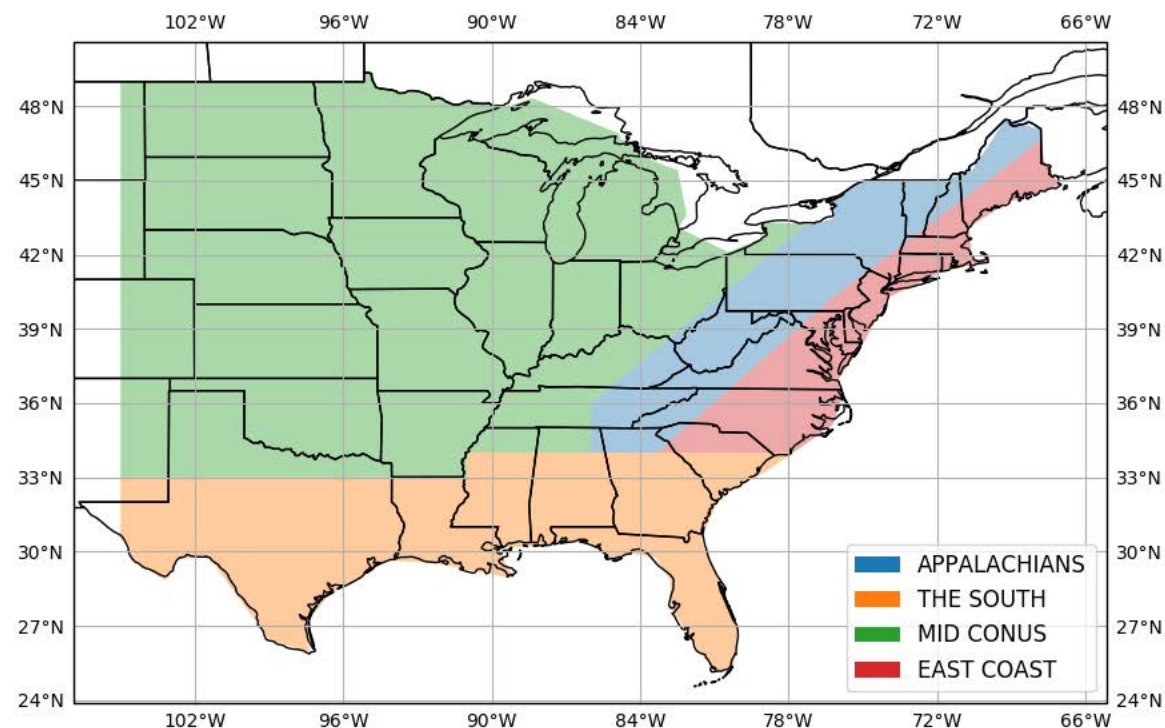 102°W 96°W 90°W 84°W 78°W 72°W 66°W
48°N 48°N
45°N 45°N
42°N 42°N
39°N 39°N
36°N 36°N
33°N 33°N
30°N 30°N
APPALACHIANS
THE SOUTH
27°N 27°N
MID CONUS
EAST COAST
24°N 24°N
102°W 96°W 90°W 84°W 78°W 72°W 66°W